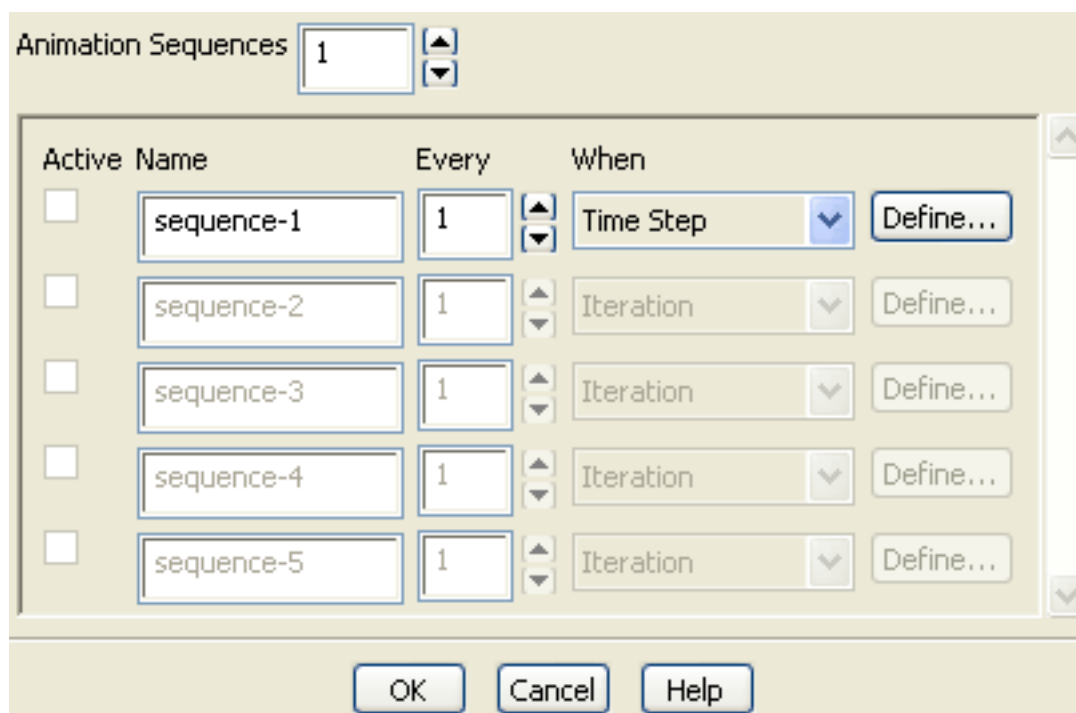 Animation Sequences 1
Active Name Every When
sequence-1 1 Time Step Define...
sequence-2 1 Iteration Define...
sequence-3 1 Iteration Define...
sequence-4 1 Iteration Define...
sequence-5 1 Iteration Define...
OK Cancel Help